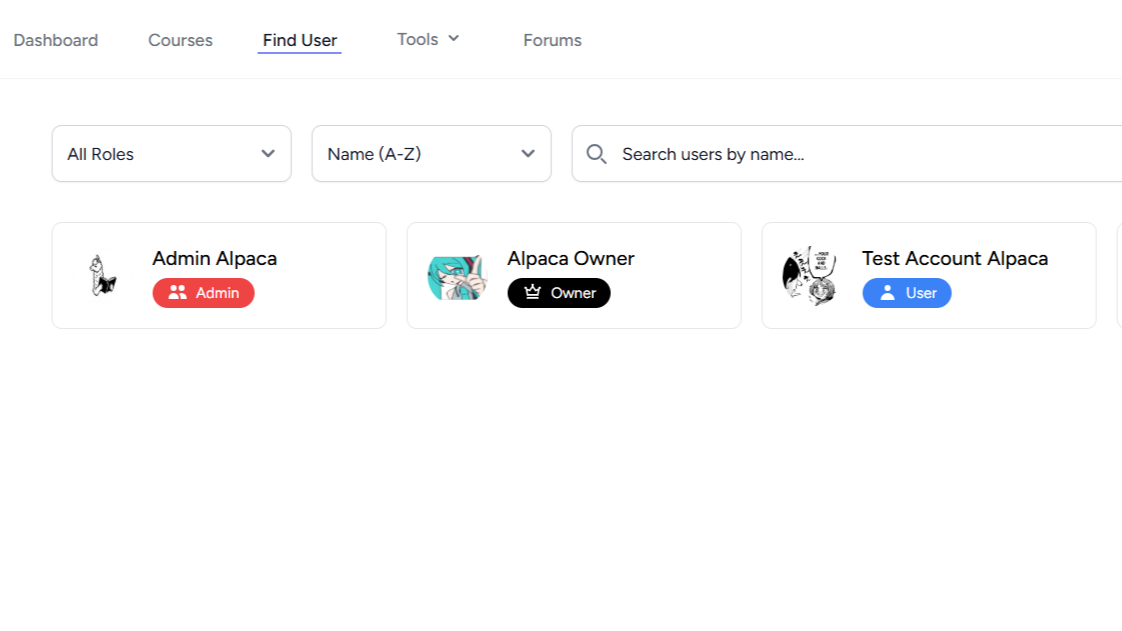 Dashboard
Courses
Find User
Tools
Forums
All Roles
Name (A-Z)
Search users by name...
Admin Alpaca
Admin
Alpaca Owner
Owner
Test Account Alpaca
User